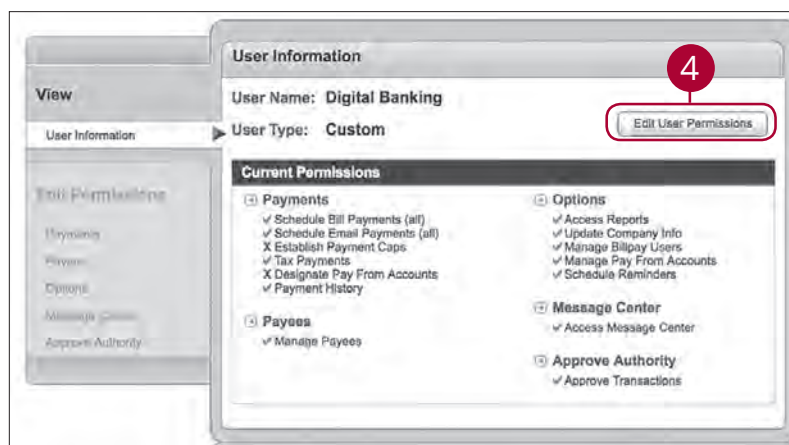 User Information
4
View
User Name: Digital Banking
Edit User Permissions
User Information
User Type: Custom
Current Permissions
Edit Permissions
Payments
Payees
Options
Message Center
Approve Authority
Payments
✓ Schedule Bill Payments (all)
✓ Schedule Email Payments (all)
X Establish Payment Caps
✓ Tax Payments
X Designate Pay From Accounts
✓ Payment History
Payees
✓ Manage Payees
Options
✓ Access Reports
✓ Update Company Info
✓ Manage Billpay Users
✓ Manage Pay From Accounts
✓ Schedule Reminders
Message Center
✓ Access Message Center
Approve Authority
✓ Approve Transactions